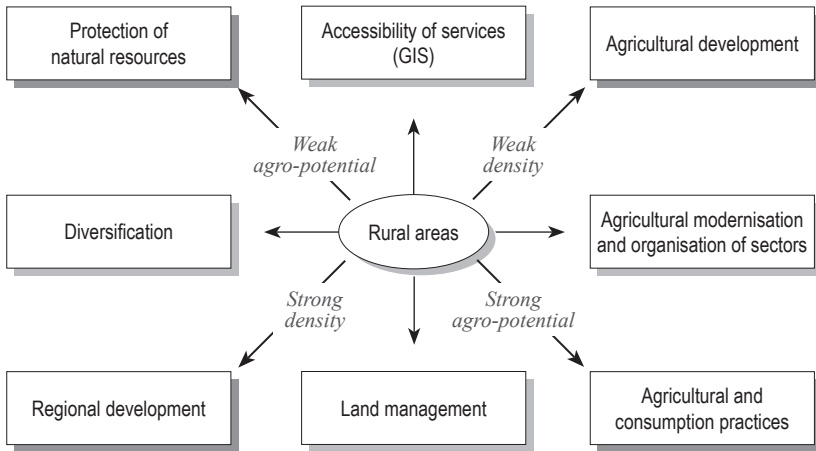 Protection of
natural resources
Accessibility of services
(GIS)
Agricultural development
Weak
agro-potential
Weak
density
Diversification
Rural areas
Agricultural modernisation
and organisation of sectors
Strong
density
Strong
agro-potential
Regional development
Land management
Agricultural and
consumption practices